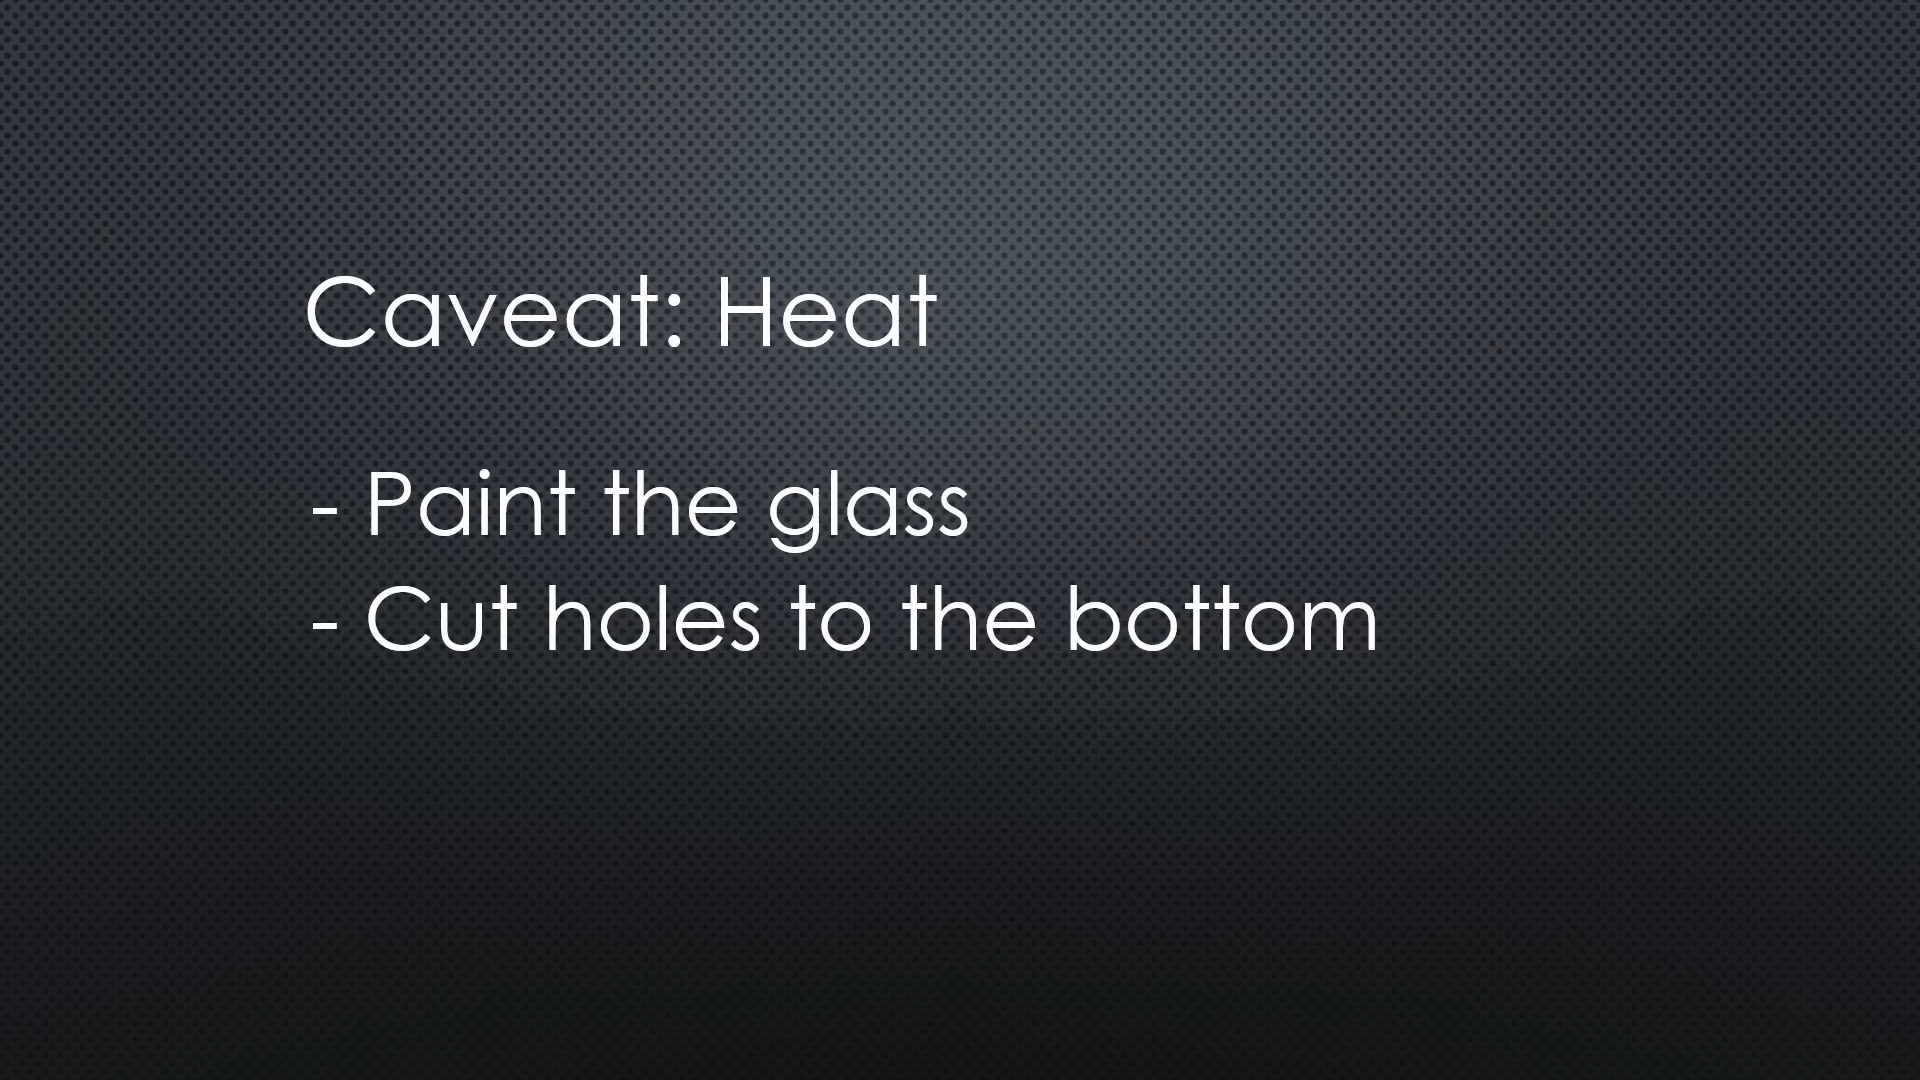 Caveat: Heat
- Paint the glass
- Cut holes to the bottom